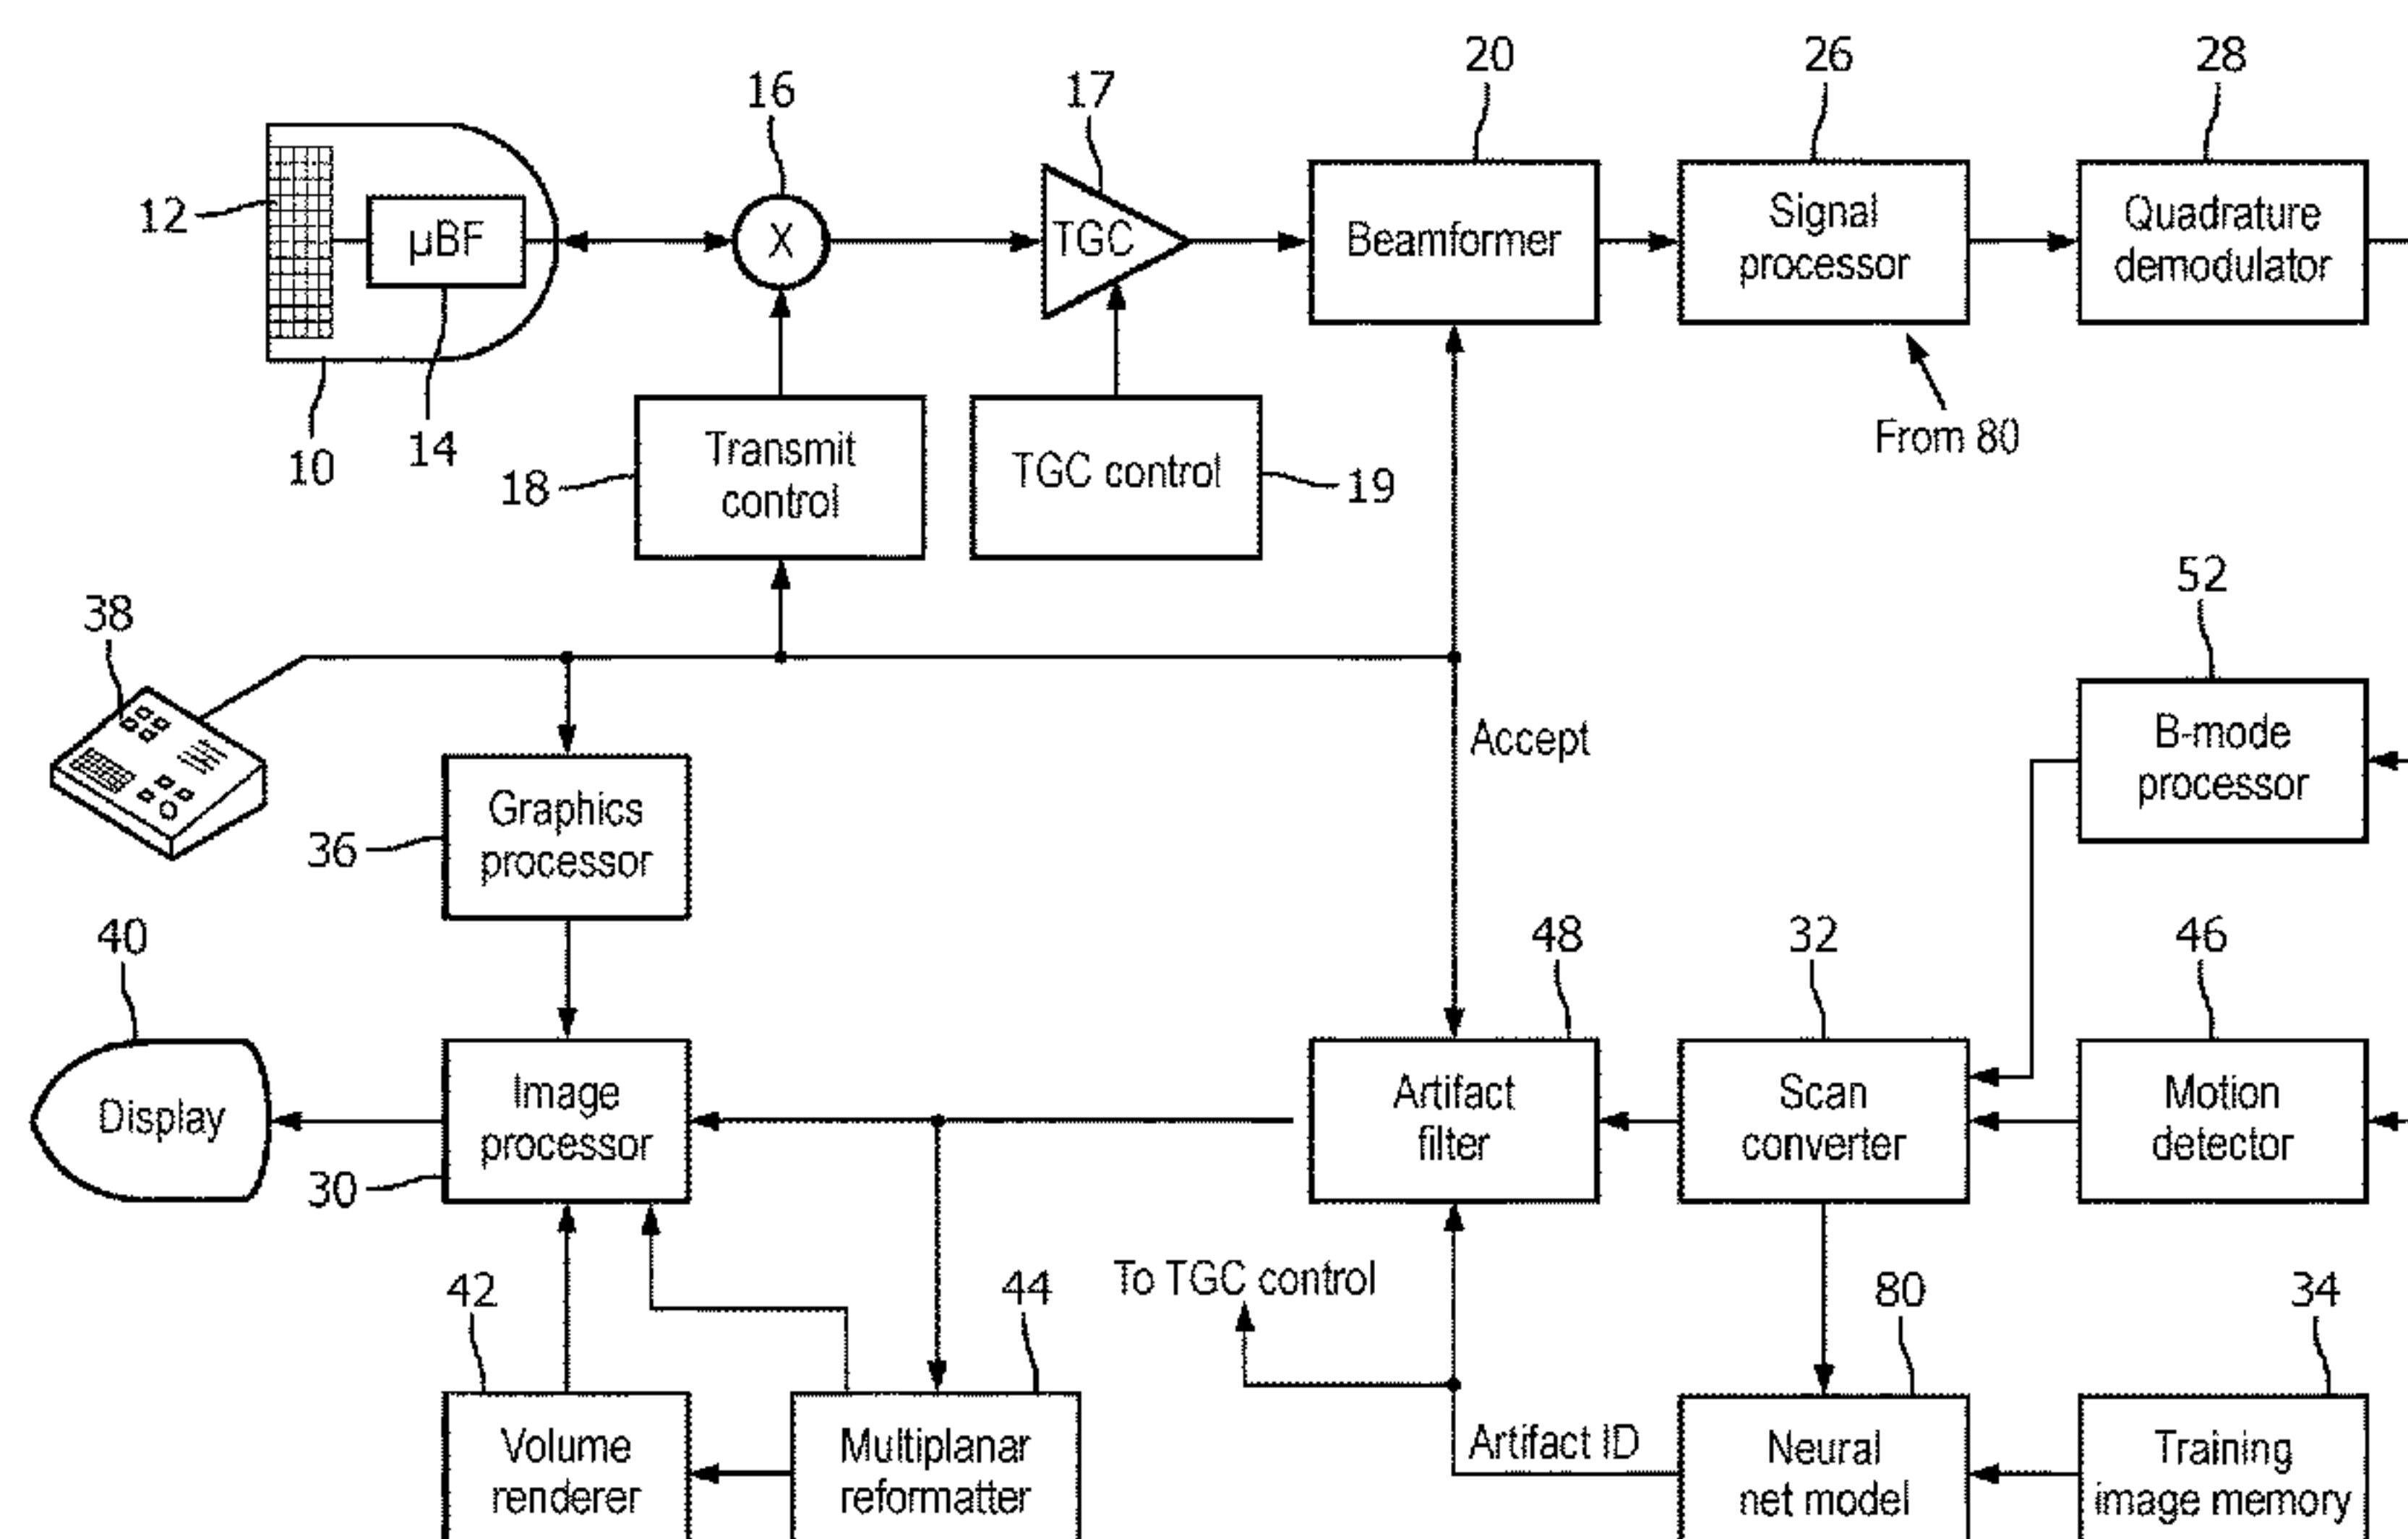 20
26
28
16
17
12
µBF
X
TGC
Beamformer
Signal
processor
Quadrature
demodulator
10
14
18
Transmit
control
TGC control
19
From 80
38
52
Accept
B-mode
processor
36
Graphics
processor
40
48
32
46
Display
Image
processor
30
Artifact
filter
Scan
converter
Motion
detector
42
44
To TGC control
80
34
Volume
renderer
Multiplanar
reformatter
Artifact ID
Neural
net model
Training
image memory